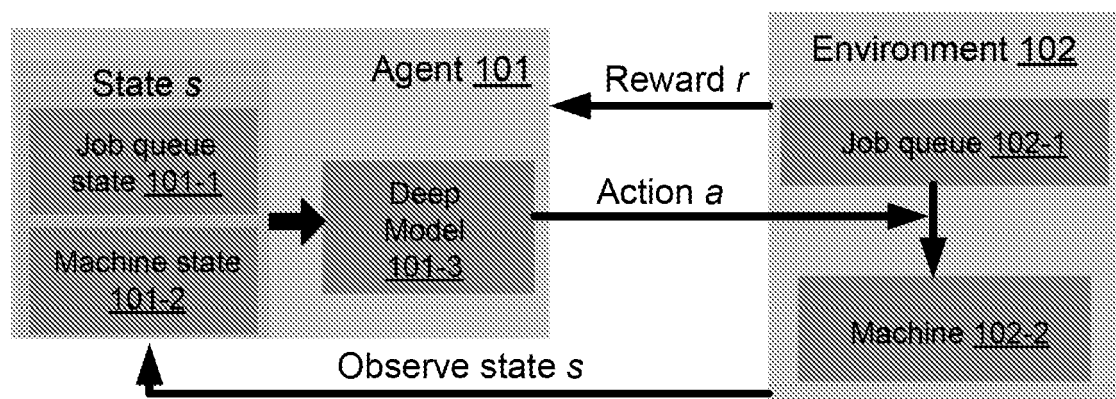 State s
Job queue
state 101-1
Machine state
101-2
Agent 101
Deep
Model
101-3
Reward r
Action a
Observe state s
Environment 102
Job queue 102-1
Machine 102-2